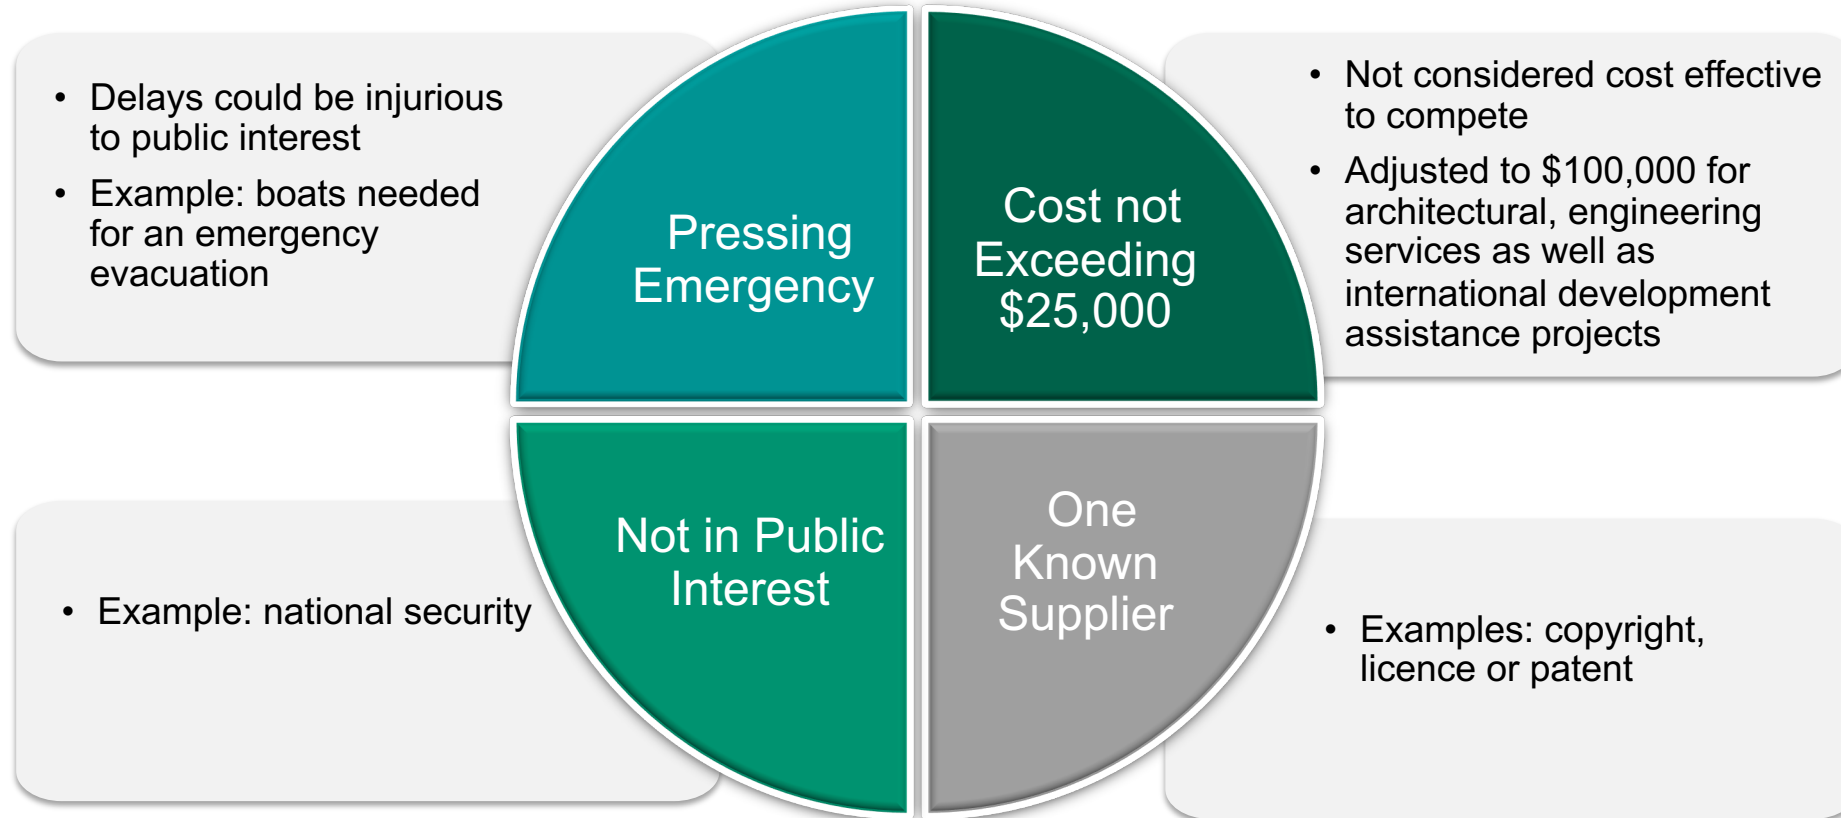 • Delays could be injurious
to public interest
• Example: boats needed
for an emergency
evacuation
Pressing
Emergency
Cost not
Exceeding
$25,000
• Not considered cost effective
to compete
• Adjusted to $100,000 for
architectural, engineering
services as well as
international development
assistance projects
• Example: national security
Not in Public
Interest
One
Known
Supplier
• Examples: copyright,
licence or patent